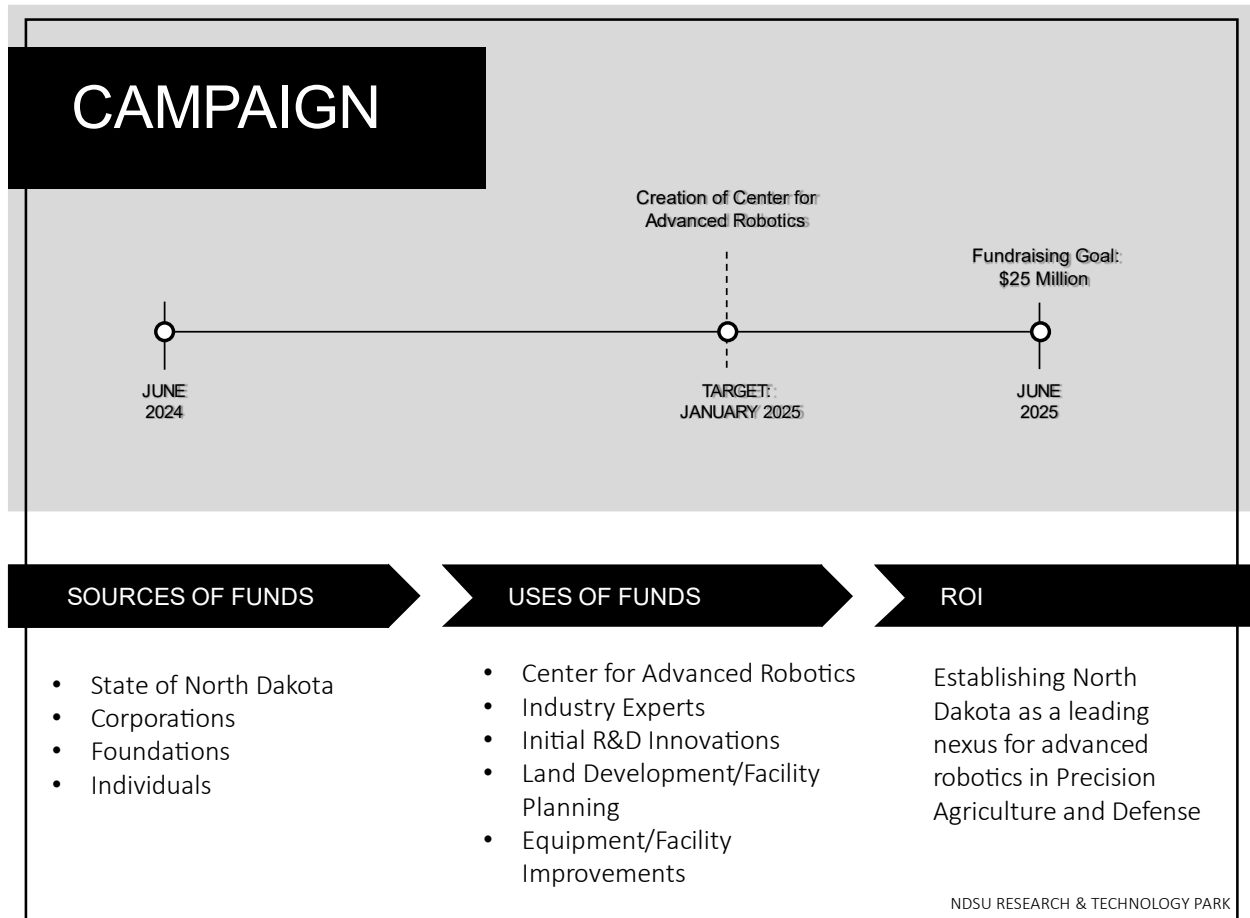 CAMPAIGN
Creation of Center for
Advanced Robotics
Fundraising Goal:
$25 Million
JUNE
2024
TARGET:
JANUARY 2025
JUNE
2025
SOURCES OF FUNDS
• State of North Dakota
• Corporations
• Foundations
• Individuals
USES OF FUNDS
• Center for Advanced Robotics
• Industry Experts
• Initial R&D Innovations
• Land Development/Facility
Planning
• Equipment/Facility
Improvements
ROI
Establishing North
Dakota as a leading
nexus for advanced
robotics in Precision
Agriculture and Defense
NDSU RESEARCH & TECHNOLOGY PARK